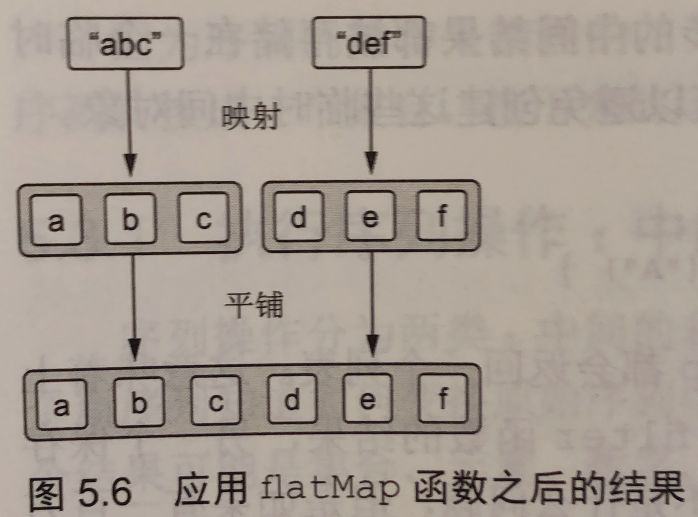 “abc” “def”
映射
a b c d e f
平铺
a b c d e f
图 5.6 应用 flatMap 函数之后的结果